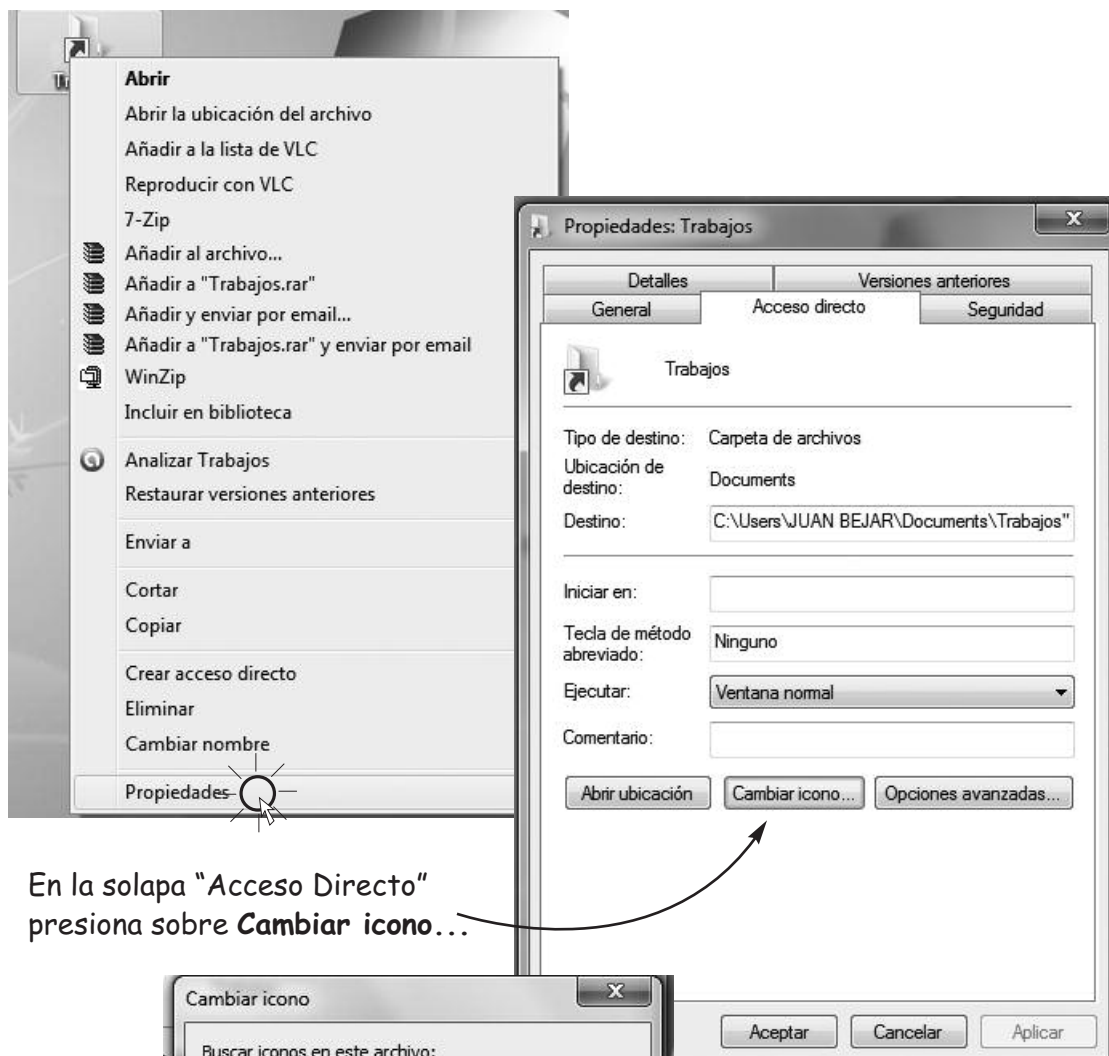 Abrir
Abrir la ubicación del archivo
Añadir a la lista de VLC
Reproducir con VLC
7-Zip
Añadir al archivo...
Añadir a "Trabajos.rar"
Añadir y enviar por email...
Añadir a "Trabajos.rar" y enviar por email
WinZip
Incluir en biblioteca
Analizar Trabajos
Restaurar versiones anteriores
Enviar a
Cortar
Copiar
Crear acceso directo
Eliminar
Cambiar nombre
Propiedades
Propiedades: Trabajos
Detalles Versiones anteriores
General Acceso directo Seguridad
Trabajos
Tipo de destino: Carpeta de archivos
Ubicación de
destino: Documents
Destino: C:\Users\JUAN BEJAR\Documents\Trabajos"
Iniciar en:
Tecla de método
abreviado: Ninguno
Ejecutar: Ventana normal
Comentario:
Abrir ubicación Cambiar icono... Opciones avanzadas...
Aceptar Cancelar Aplicar
En la solapa “Acceso Directo”
presiona sobre Cambiar icono...
Cambiar icono
Buscar iconos en este archivo: